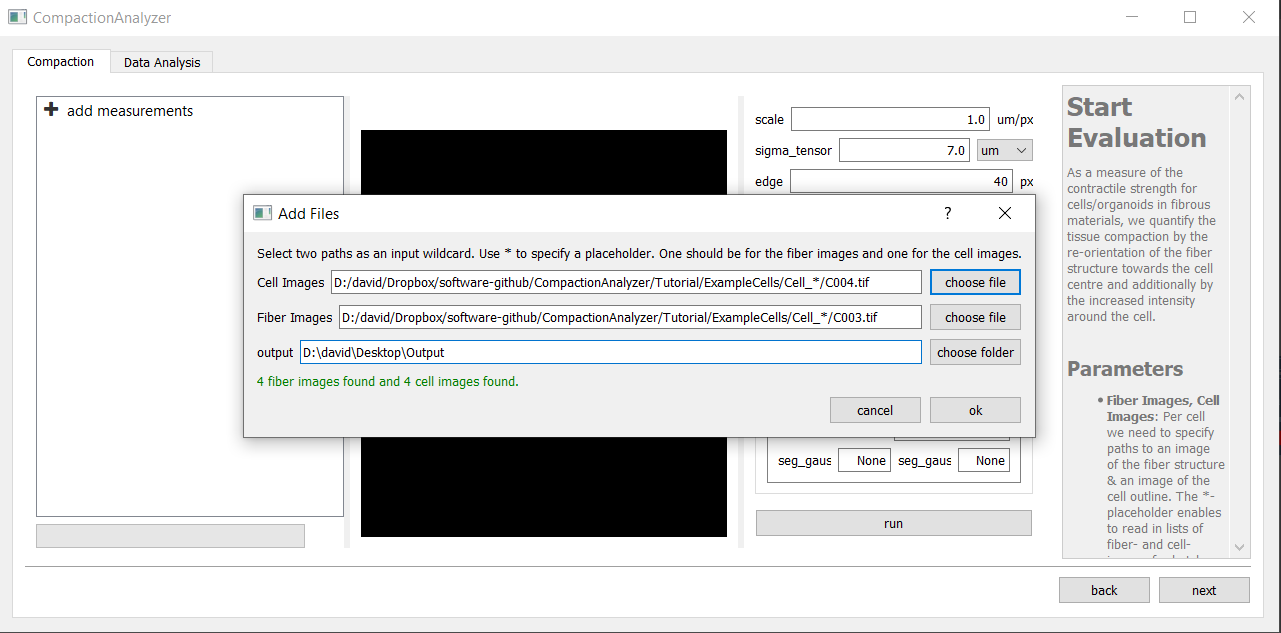 CompactionAnalyzer
Compaction
Data Analysis
add measurements
scale 1.0 um/px
sigma_tensor 7.0 um
edge 40 px
Add Files
?
Select two paths as an input wildcard. Use * to specify a placeholder. One should be for the fiber images and one for the cell images.
Cell Images D:/david/Dropbox/software-github/CompactionAnalyzer/Tutorial/ExampleCells/Cell_*/C004.tif choose file
Fiber Images D:/david/Dropbox/software-github/CompactionAnalyzer/Tutorial/ExampleCells/Cell_*/C003.tif choose file
output D:\david\Desktop\Output choose folder
4 fiber images found and 4 cell images found.
cancel
ok
seg_gaus None seg_gaus None
run
Start
Evaluation
As a measure of the
contractile strength for
cells/organoids in fibrous
materials, we quantify the
tissue compaction by the
re-orientation of the fiber
structure towards the cell
centre and additionally by
the increased intensity
around the cell.
Parameters
• Fiber Images, Cell
Images: Per cell
we need to specify
paths to an image
of the fiber structure
& an image of the
cell outline. The *-
placeholder enables
to read in lists of
fiber- and cell-
back
next